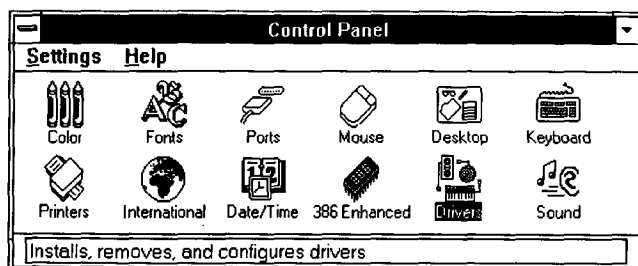 Control Panel
Settings Help
Color Fonts Ports Mouse Desktop Keyboard
Printers International Date/Time 386 Enhanced Drivers Sound
Installs, removes, and configures drivers